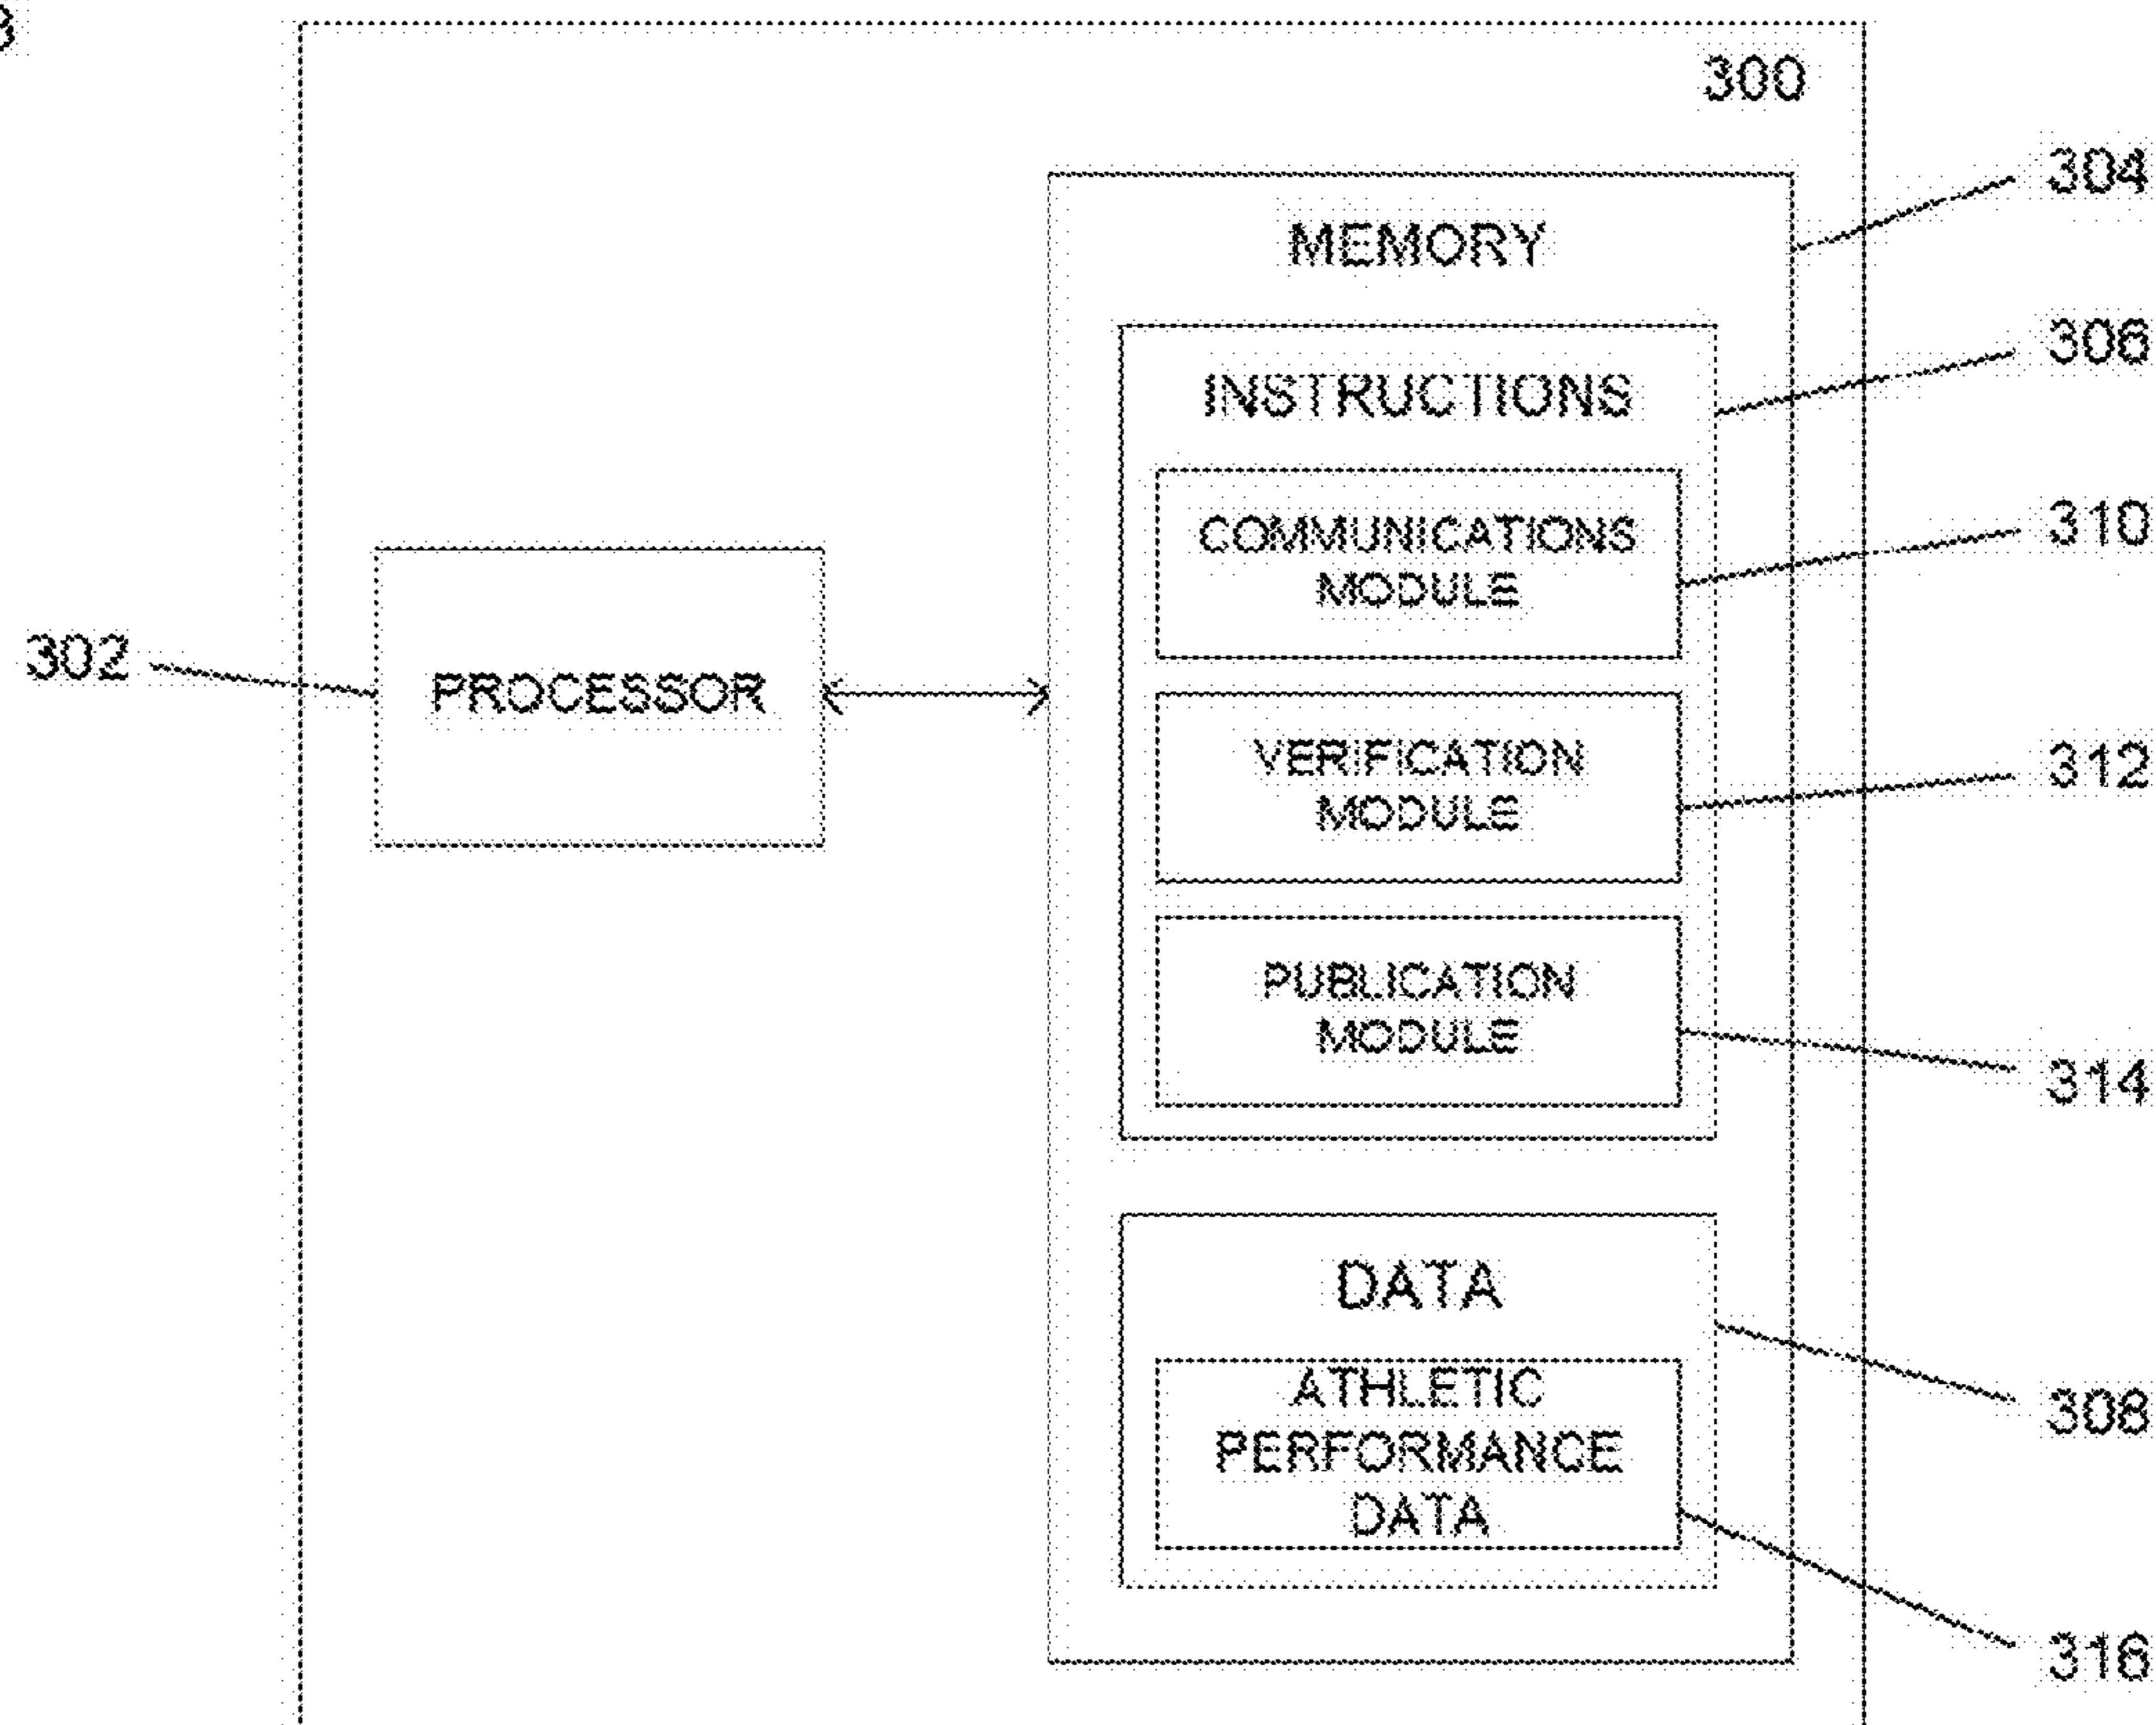 300
304
MEMORY
306
INSTRUCTIONS
310
COMMUNICATIONS
MODULE
302
PROCESSOR
312
VERIFICATION
MODULE
PUBLICATION
MODULE
314
DATA
308
ATHLETIC
PERFORMANCE
DATA
316